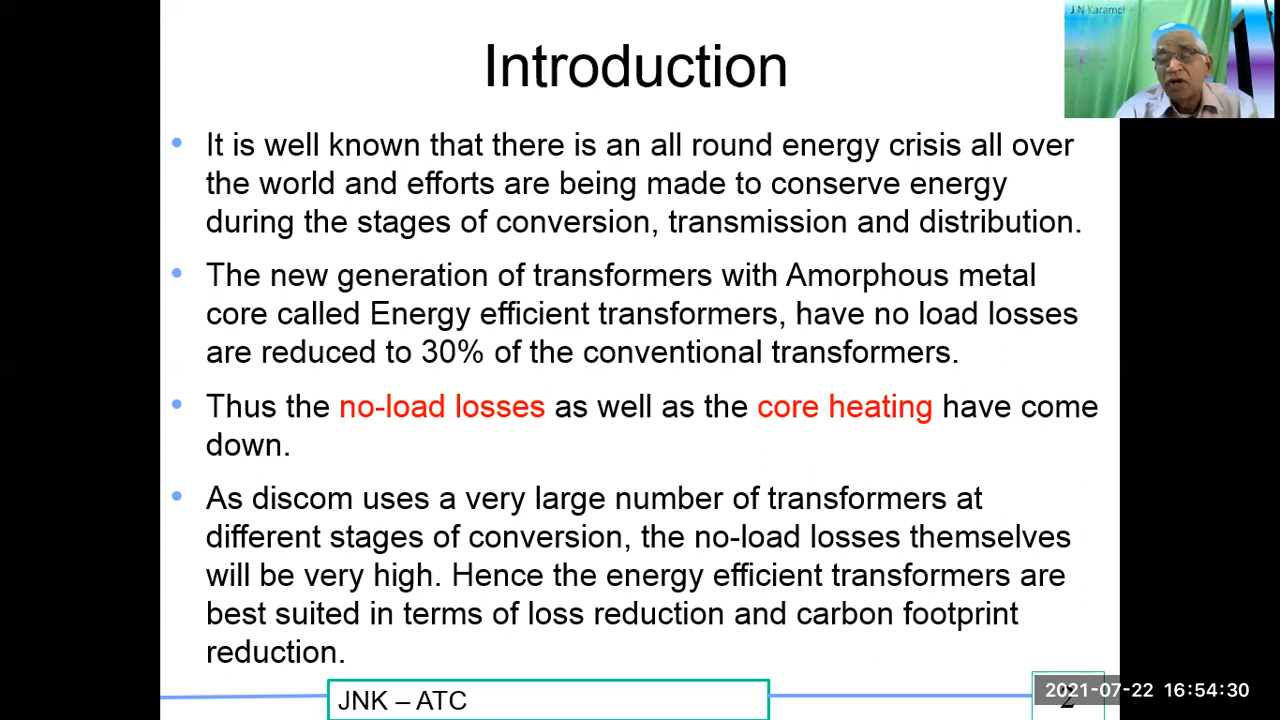 J N Karamche
Introduction
• It is well known that there is an all round energy crisis all over
the world and efforts are being made to conserve energy
during the stages of conversion, transmission and distribution.
• The new generation of transformers with Amorphous metal
core called Energy efficient transformers, have no load losses
are reduced to 30% of the conventional transformers.
• Thus the no-load losses as well as the core heating have come
down.
• As discom uses a very large number of transformers at
different stages of conversion, the no-load losses themselves
will be very high. Hence the energy efficient transformers are
best suited in terms of loss reduction and carbon footprint
reduction.
JNK – ATC
2
2021-07-22 16:54:30